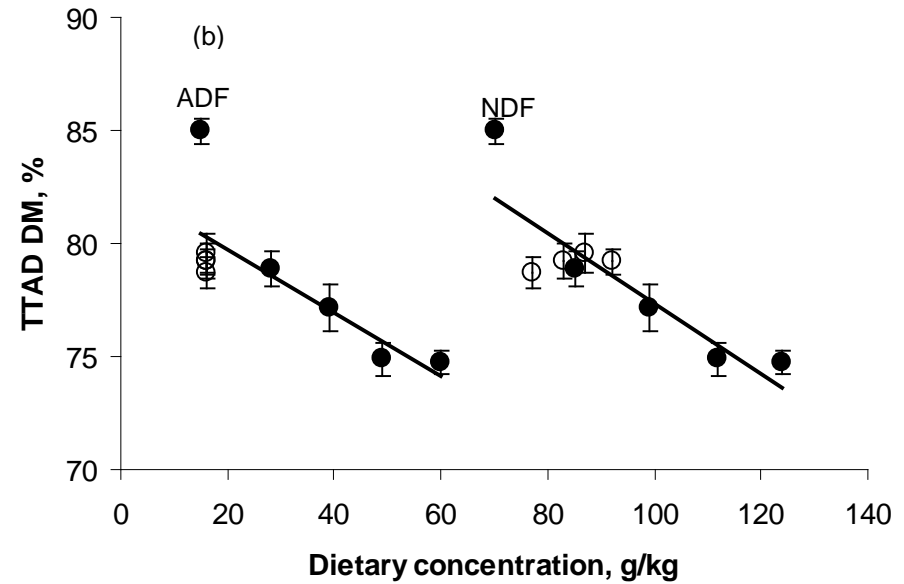 (b)
ADF
NDF
90
85
80
75
70
TTAD DM, %
0 20 40 60 80 100 120 140
Dietary concentration, g/kg